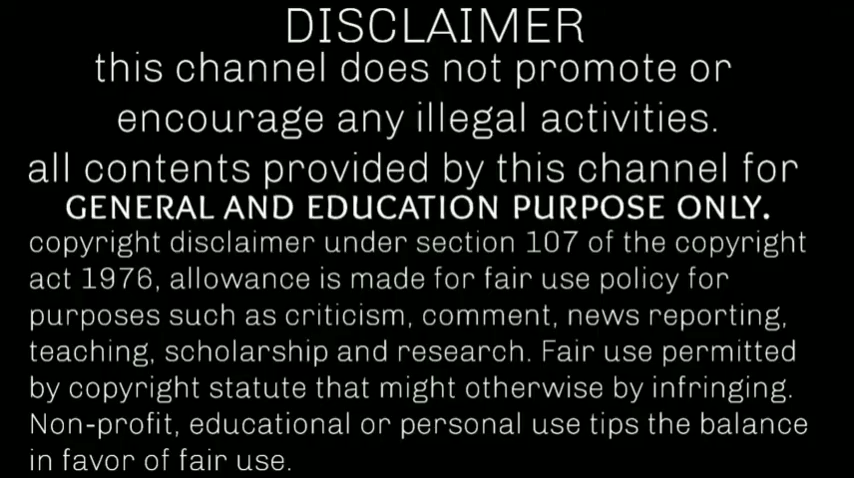 DISCLAIMER
this channel does not promote or
encourage any illegal activities.
all contents provided by this channel for
GENERAL AND EDUCATION PURPOSE ONLY.
copyright disclaimer under section 107 of the copyright
act 1976, allowance is made for fair use policy for
purposes such as criticism, comment, news reporting,
teaching, scholarship and research. Fair use permitted
by copyright statute that might otherwise by infringing.
Non-profit, educational or personal use tips the balance
in favor of fair use.